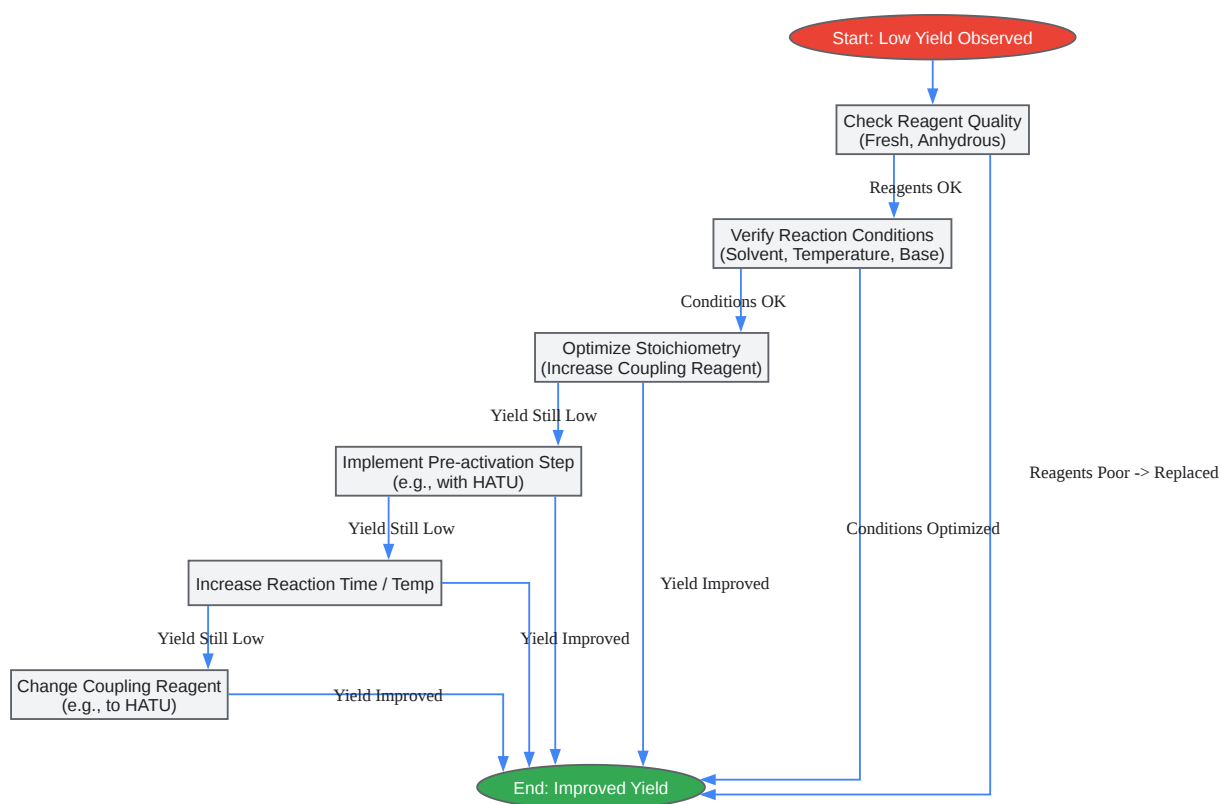 Start: Low Yield Observed
Check Reagent Quality
(Fresh, Anhydrous)
Reagents OK
Verify Reaction Conditions
(Solvent, Temperature, Base)
Conditions OK
Optimize Stoichiometry
(Increase Coupling Reagent)
Yield Still Low
Implement Pre-activation Step
(e.g., with HATU)
Reagents Poor -> Replaced
Yield Still Low
Conditions Optimized
Increase Reaction Time / Temp
Yield Improved
Yield Still Low
Yield Improved
Change Coupling Reagent
(e.g., to HATU)
Yield Improved
End: Improved Yield